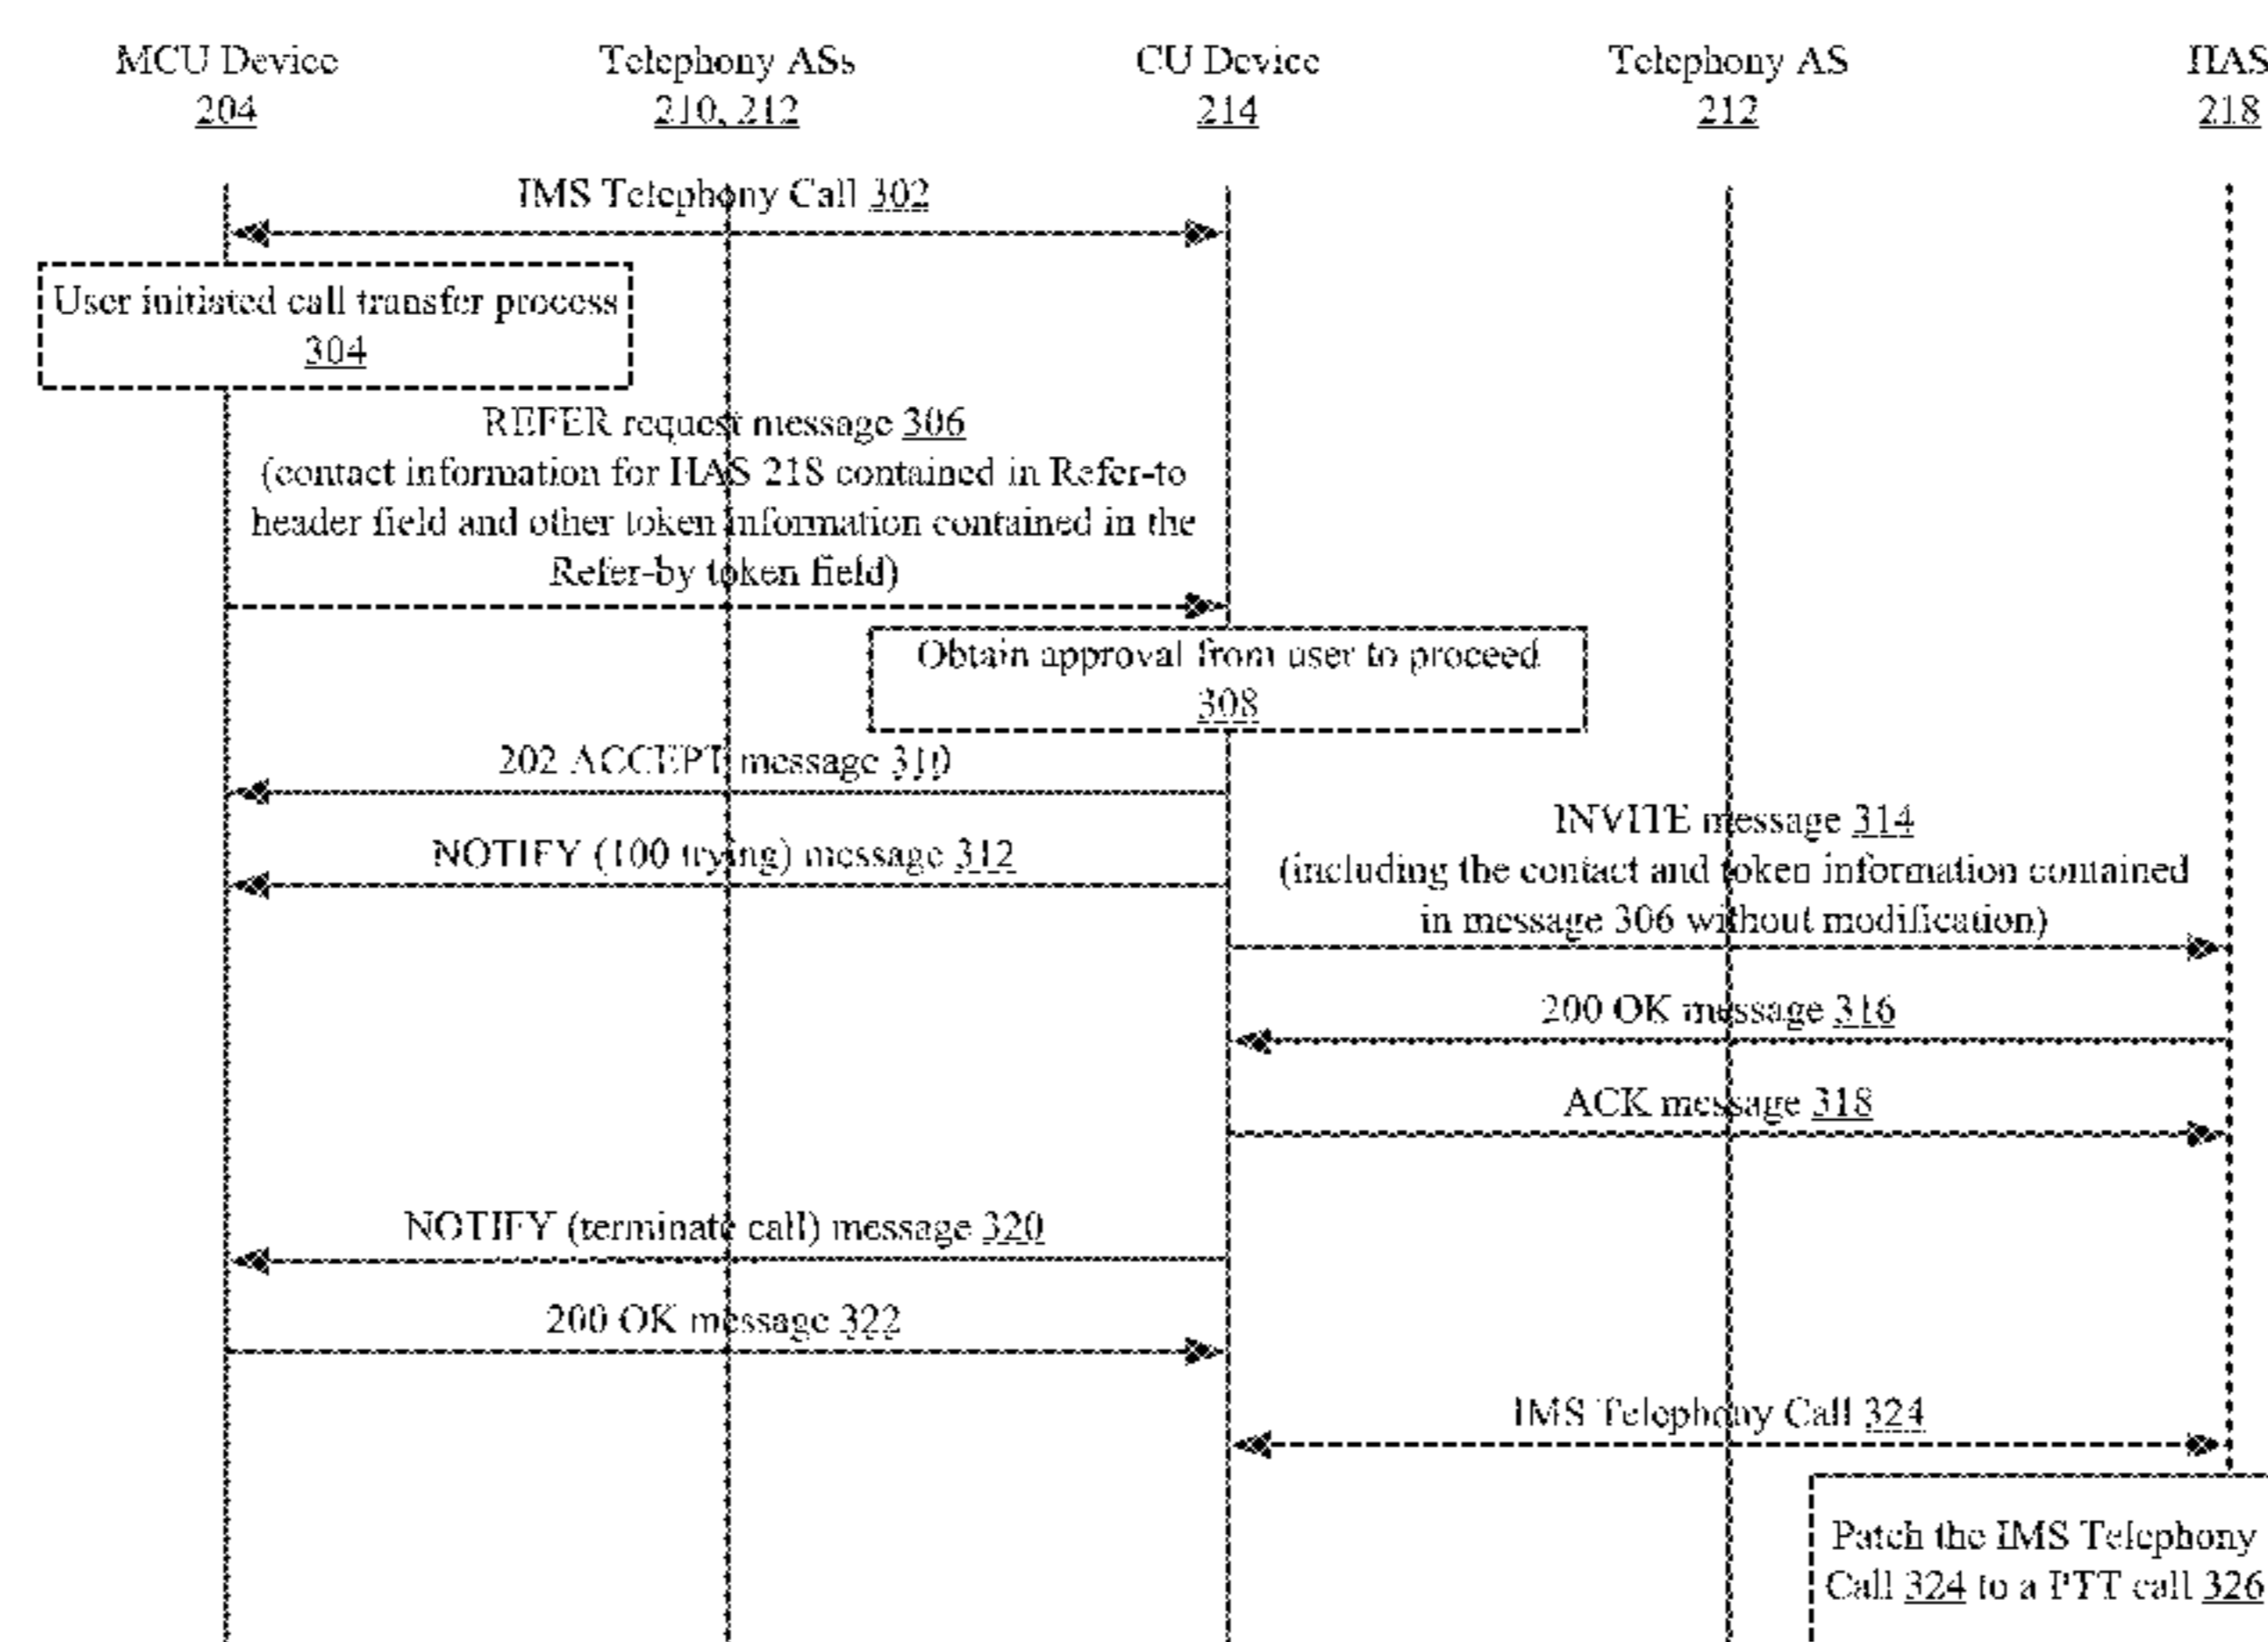 MCU Device
204
Telephony ASs
210, 212
CU Device
214
Telephony AS
212
HAS
218
IMS Telephony Call 302
User initiated call transfer process
304
REFER request message 306
(contact information for HAS 218 contained in Refer-to
header field and other token information contained in the
Refer-by token field)
Obtain approval from user to proceed
308
202 ACCEPT message 310
NOTIFY (100 trying) message 312
INVITE message 314
(including the contact and token information contained
in message 306 without modification)
200 OK message 316
ACK message 318
NOTIFY (terminate call) message 320
200 OK message 322
IMS Telephony Call 324
Patch the IMS Telephony
Call 324 to a PTT call 326